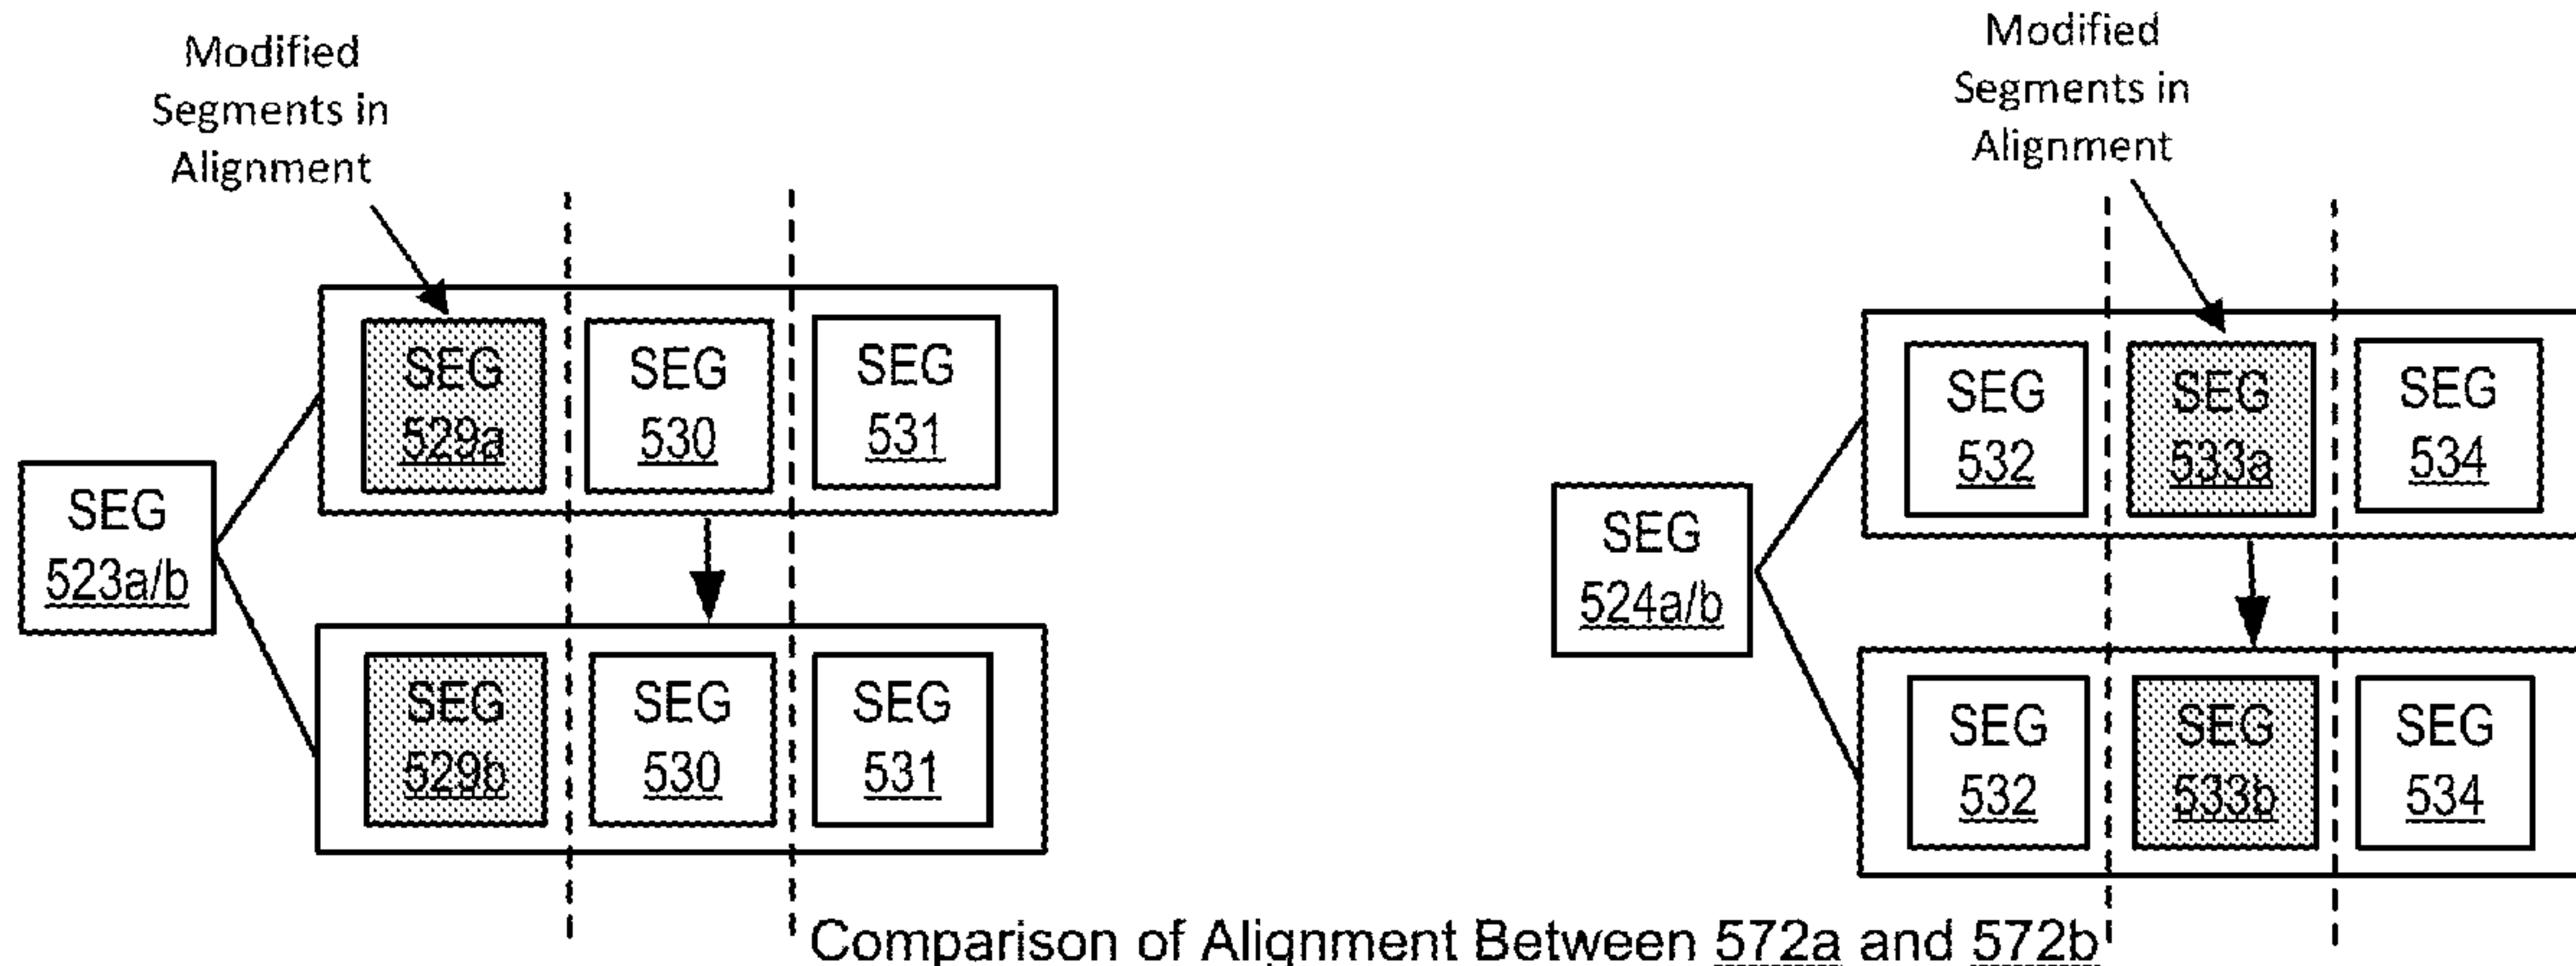 Modified
Segments in
Alignment
SEG
529a
SEG
530
SEG
531
SEG
523a/b
SEG
529b
SEG
530
SEG
531
Modified
Segments in
Alignment
SEG
532
SEG
533a
SEG
534
SEG
524a/b
SEG
532
SEG
533b
SEG
534
Comparison of Alignment Between 572a and 572b